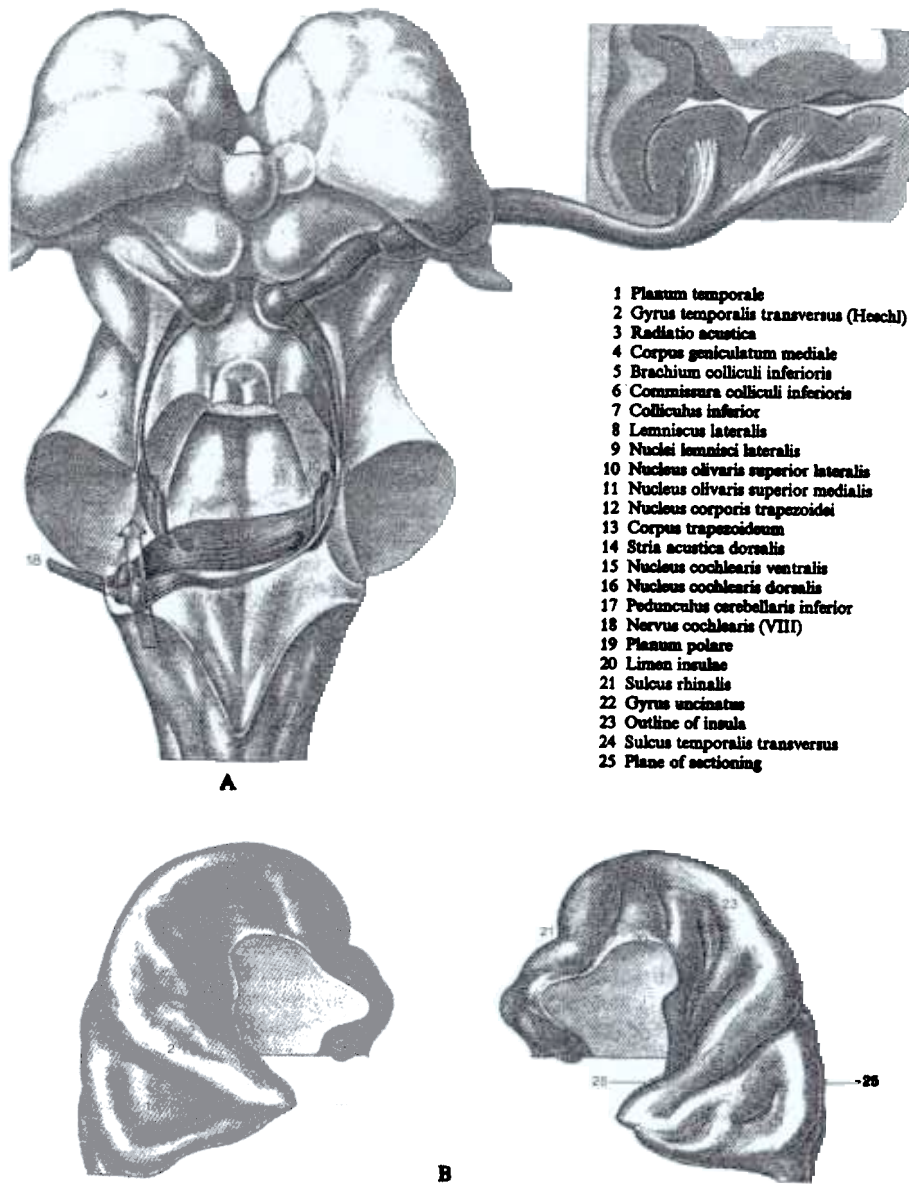 1 Planum temporale
2 Gyrus temporalis transversus (Heschl)
3 Radiatio acustica
4 Corpus geniculatum mediale
5 Brachium colliculi inferioris
6 Commissura colliculi inferioris
7 Colliculus inferior
8 Lemniscus lateralis
9 Nuclei lemnisci lateralis
10 Nucleus olivaris superior lateralis
11 Nucleus olivaris superior medialis
12 Nucleus corporis trapezoidei
13 Corpus trapezoideum
14 Stria acustica dorsalis
15 Nucleus cochlearis ventralis
16 Nucleus cochlearis dorsalis
17 Pedunculus cerebellaris inferior
18 Nervus cochlearis (VIII)
19 Planum polare
20 Limen insulae
21 Sulcus rhinalis
22 Gyrus uncinatus
23 Outline of insula
24 Sulcus temporalis transversus
25 Plane of sectioning
18
A
23
21
2
25
25
B